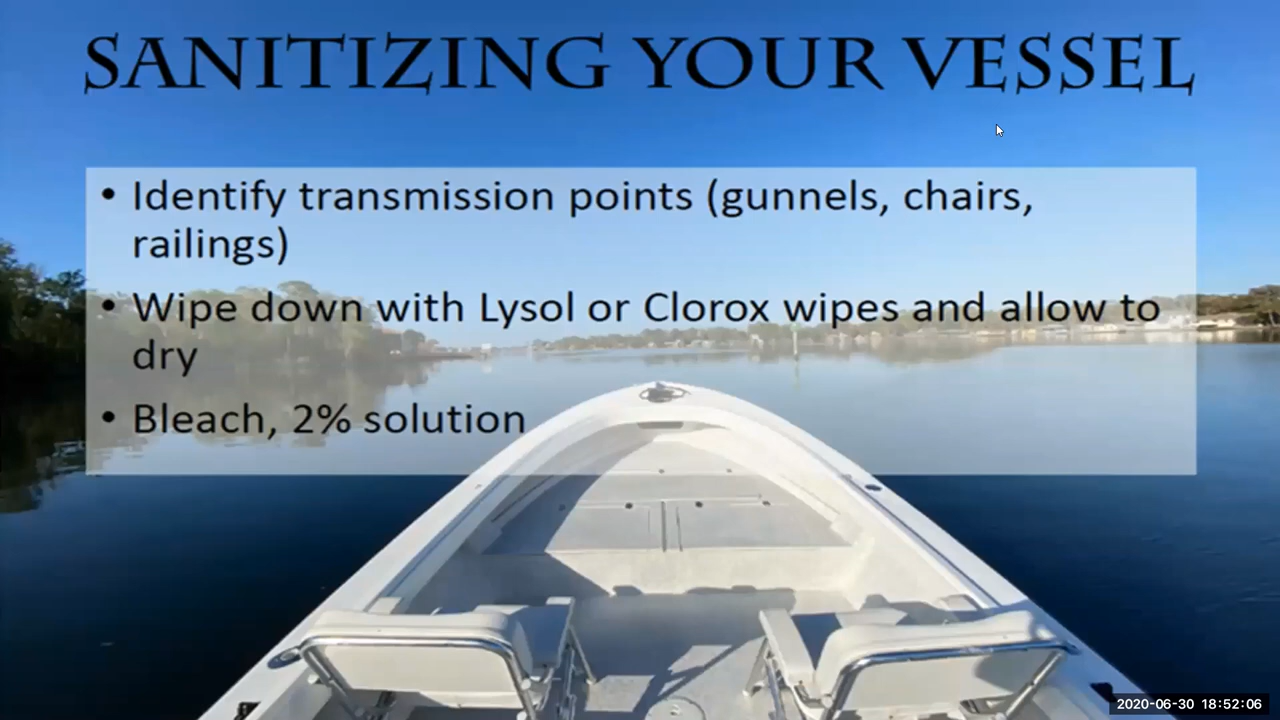 SANITIZING YOUR VESSEL
• Identify transmission points (gunnels, chairs,
railings)
• Wipe down with Lysol or Clorox wipes and allow to
dry
• Bleach, 2% solution
2020-06-30 18:52:06